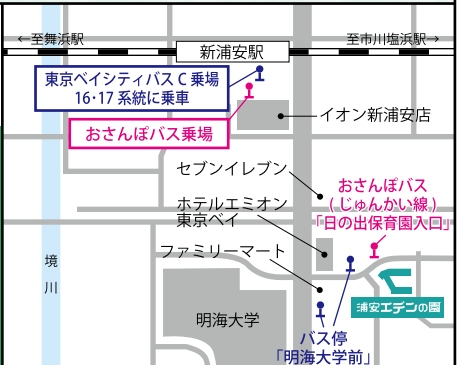 ←至舞浜駅
新浦安駅
至市川塩浜駅→
東京ベイシティバス C 乗場
16・17 系統に乗車
おさんぽバス乗場
イオン新浦安店
セブンイレブン
おさんぽバス
(じゅんかい線)
「日の出保育園入口」
ホテルエミオン
東京ベイ
ファミリーマート
境川
浦安エデンの園
明海大学
バス停
「明海大学前」